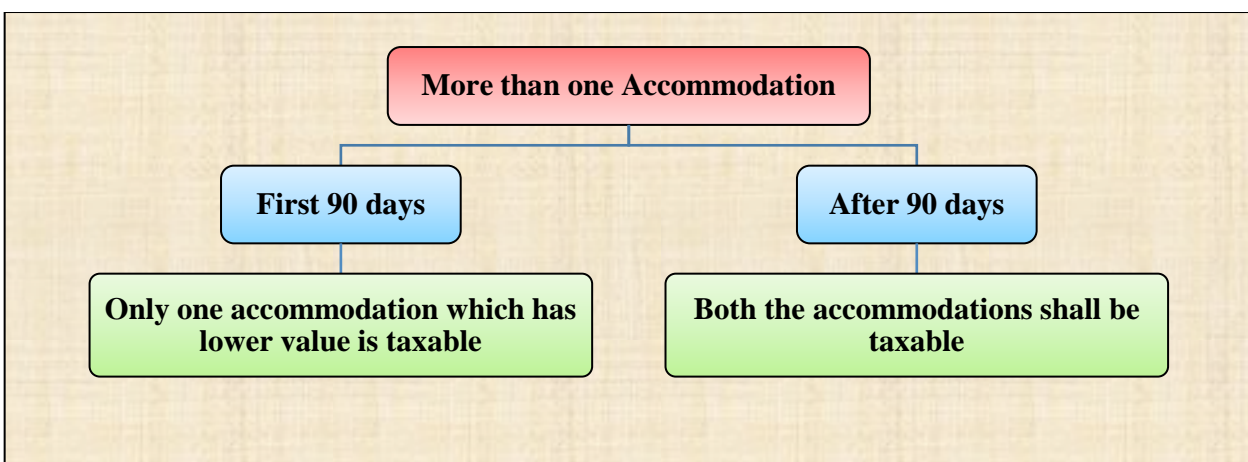 More than one Accommodation
First 90 days
After 90 days
Only one accommodation which has
lower value is taxable
Both the accommodations shall be
taxable